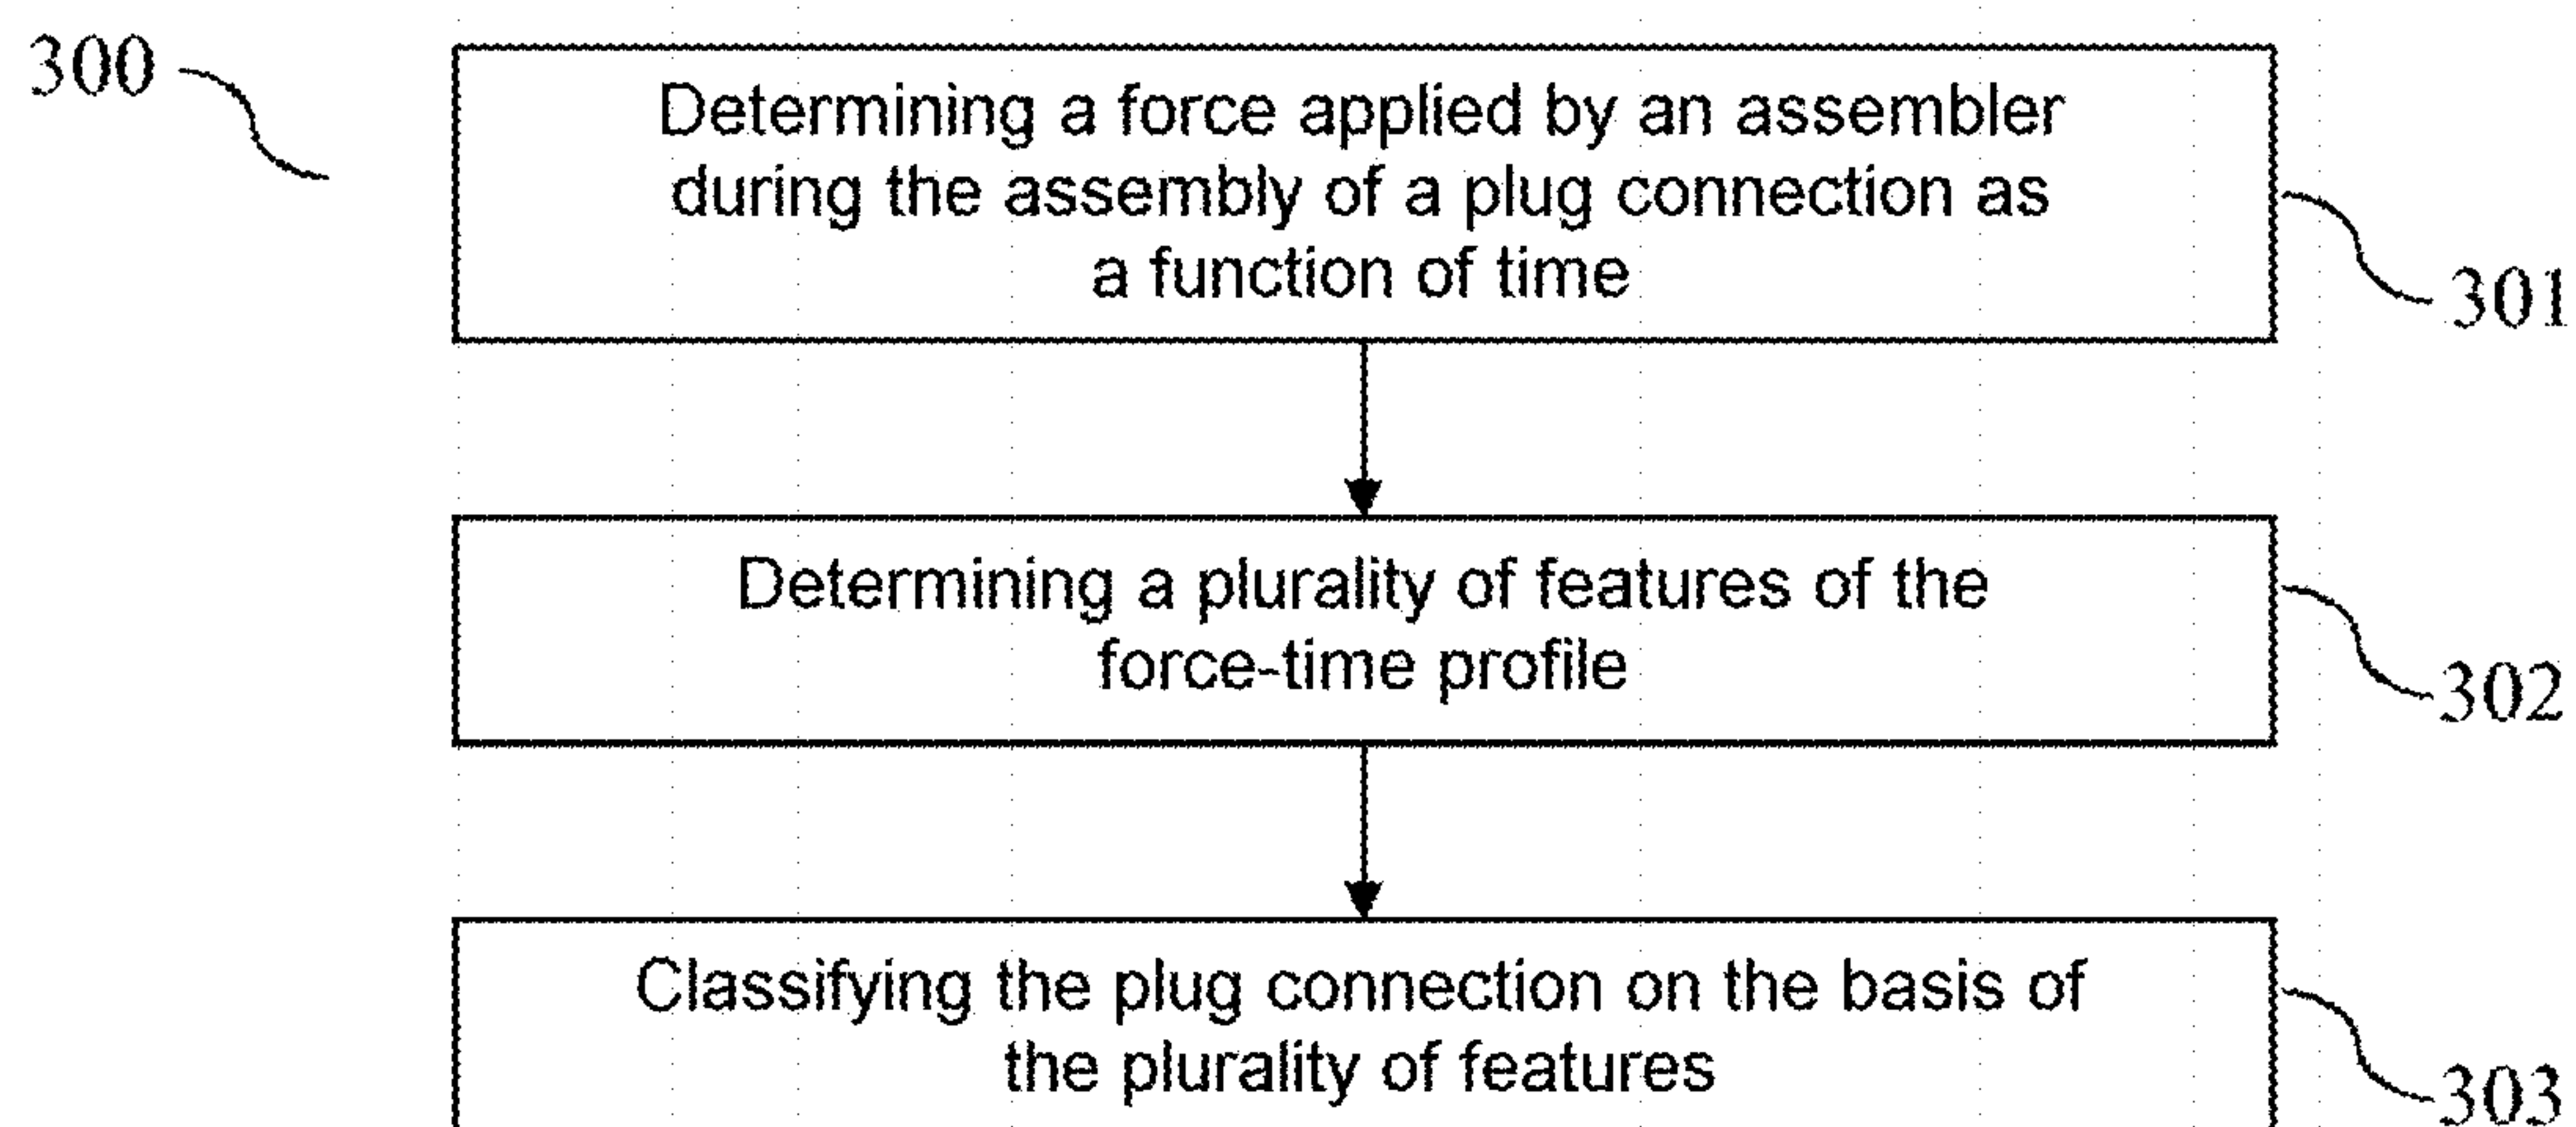 300
Determining a force applied by an assembler
during the assembly of a plug connection as
a function of time
301
Determining a plurality of features of the
force-time profile
302
Classifying the plug connection on the basis of
the plurality of features
303